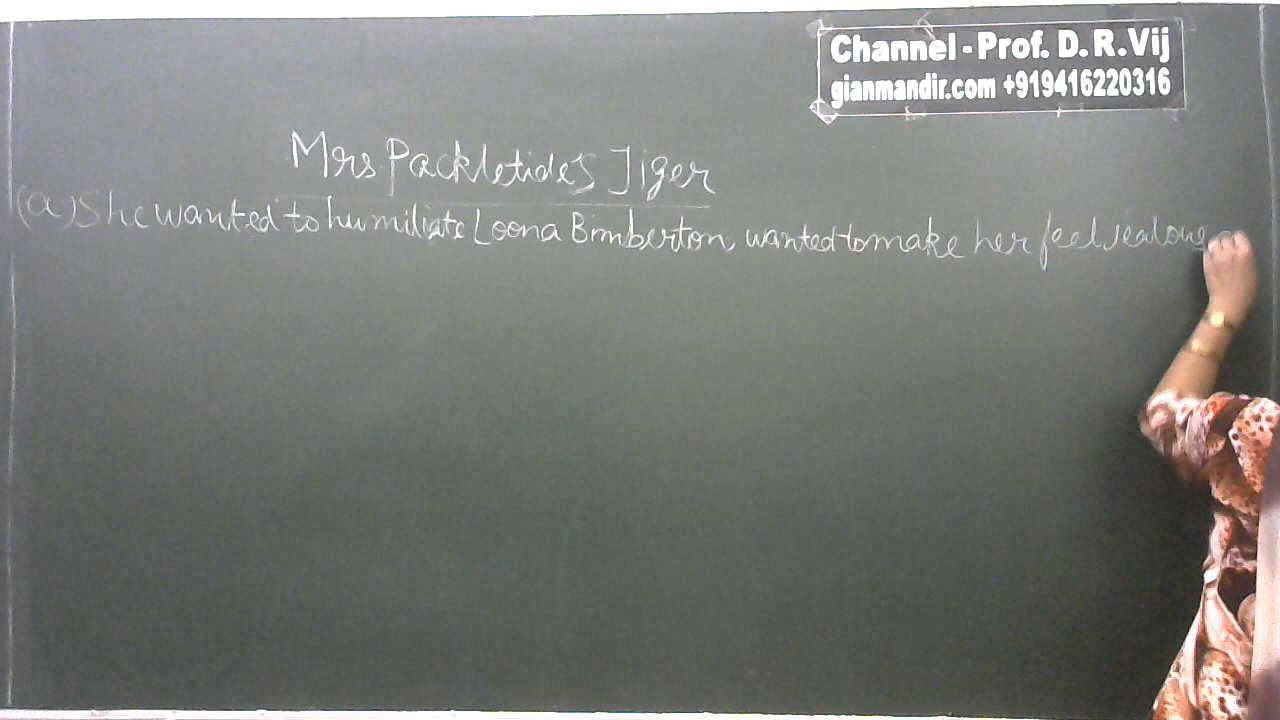 Channel - Prof. D. R. Vij
gianmandir.com +919416220316
Mrs Packletide's Tiger
(a) She wanted to humiliate Loona Bimberton, wanted to make her feel jealous